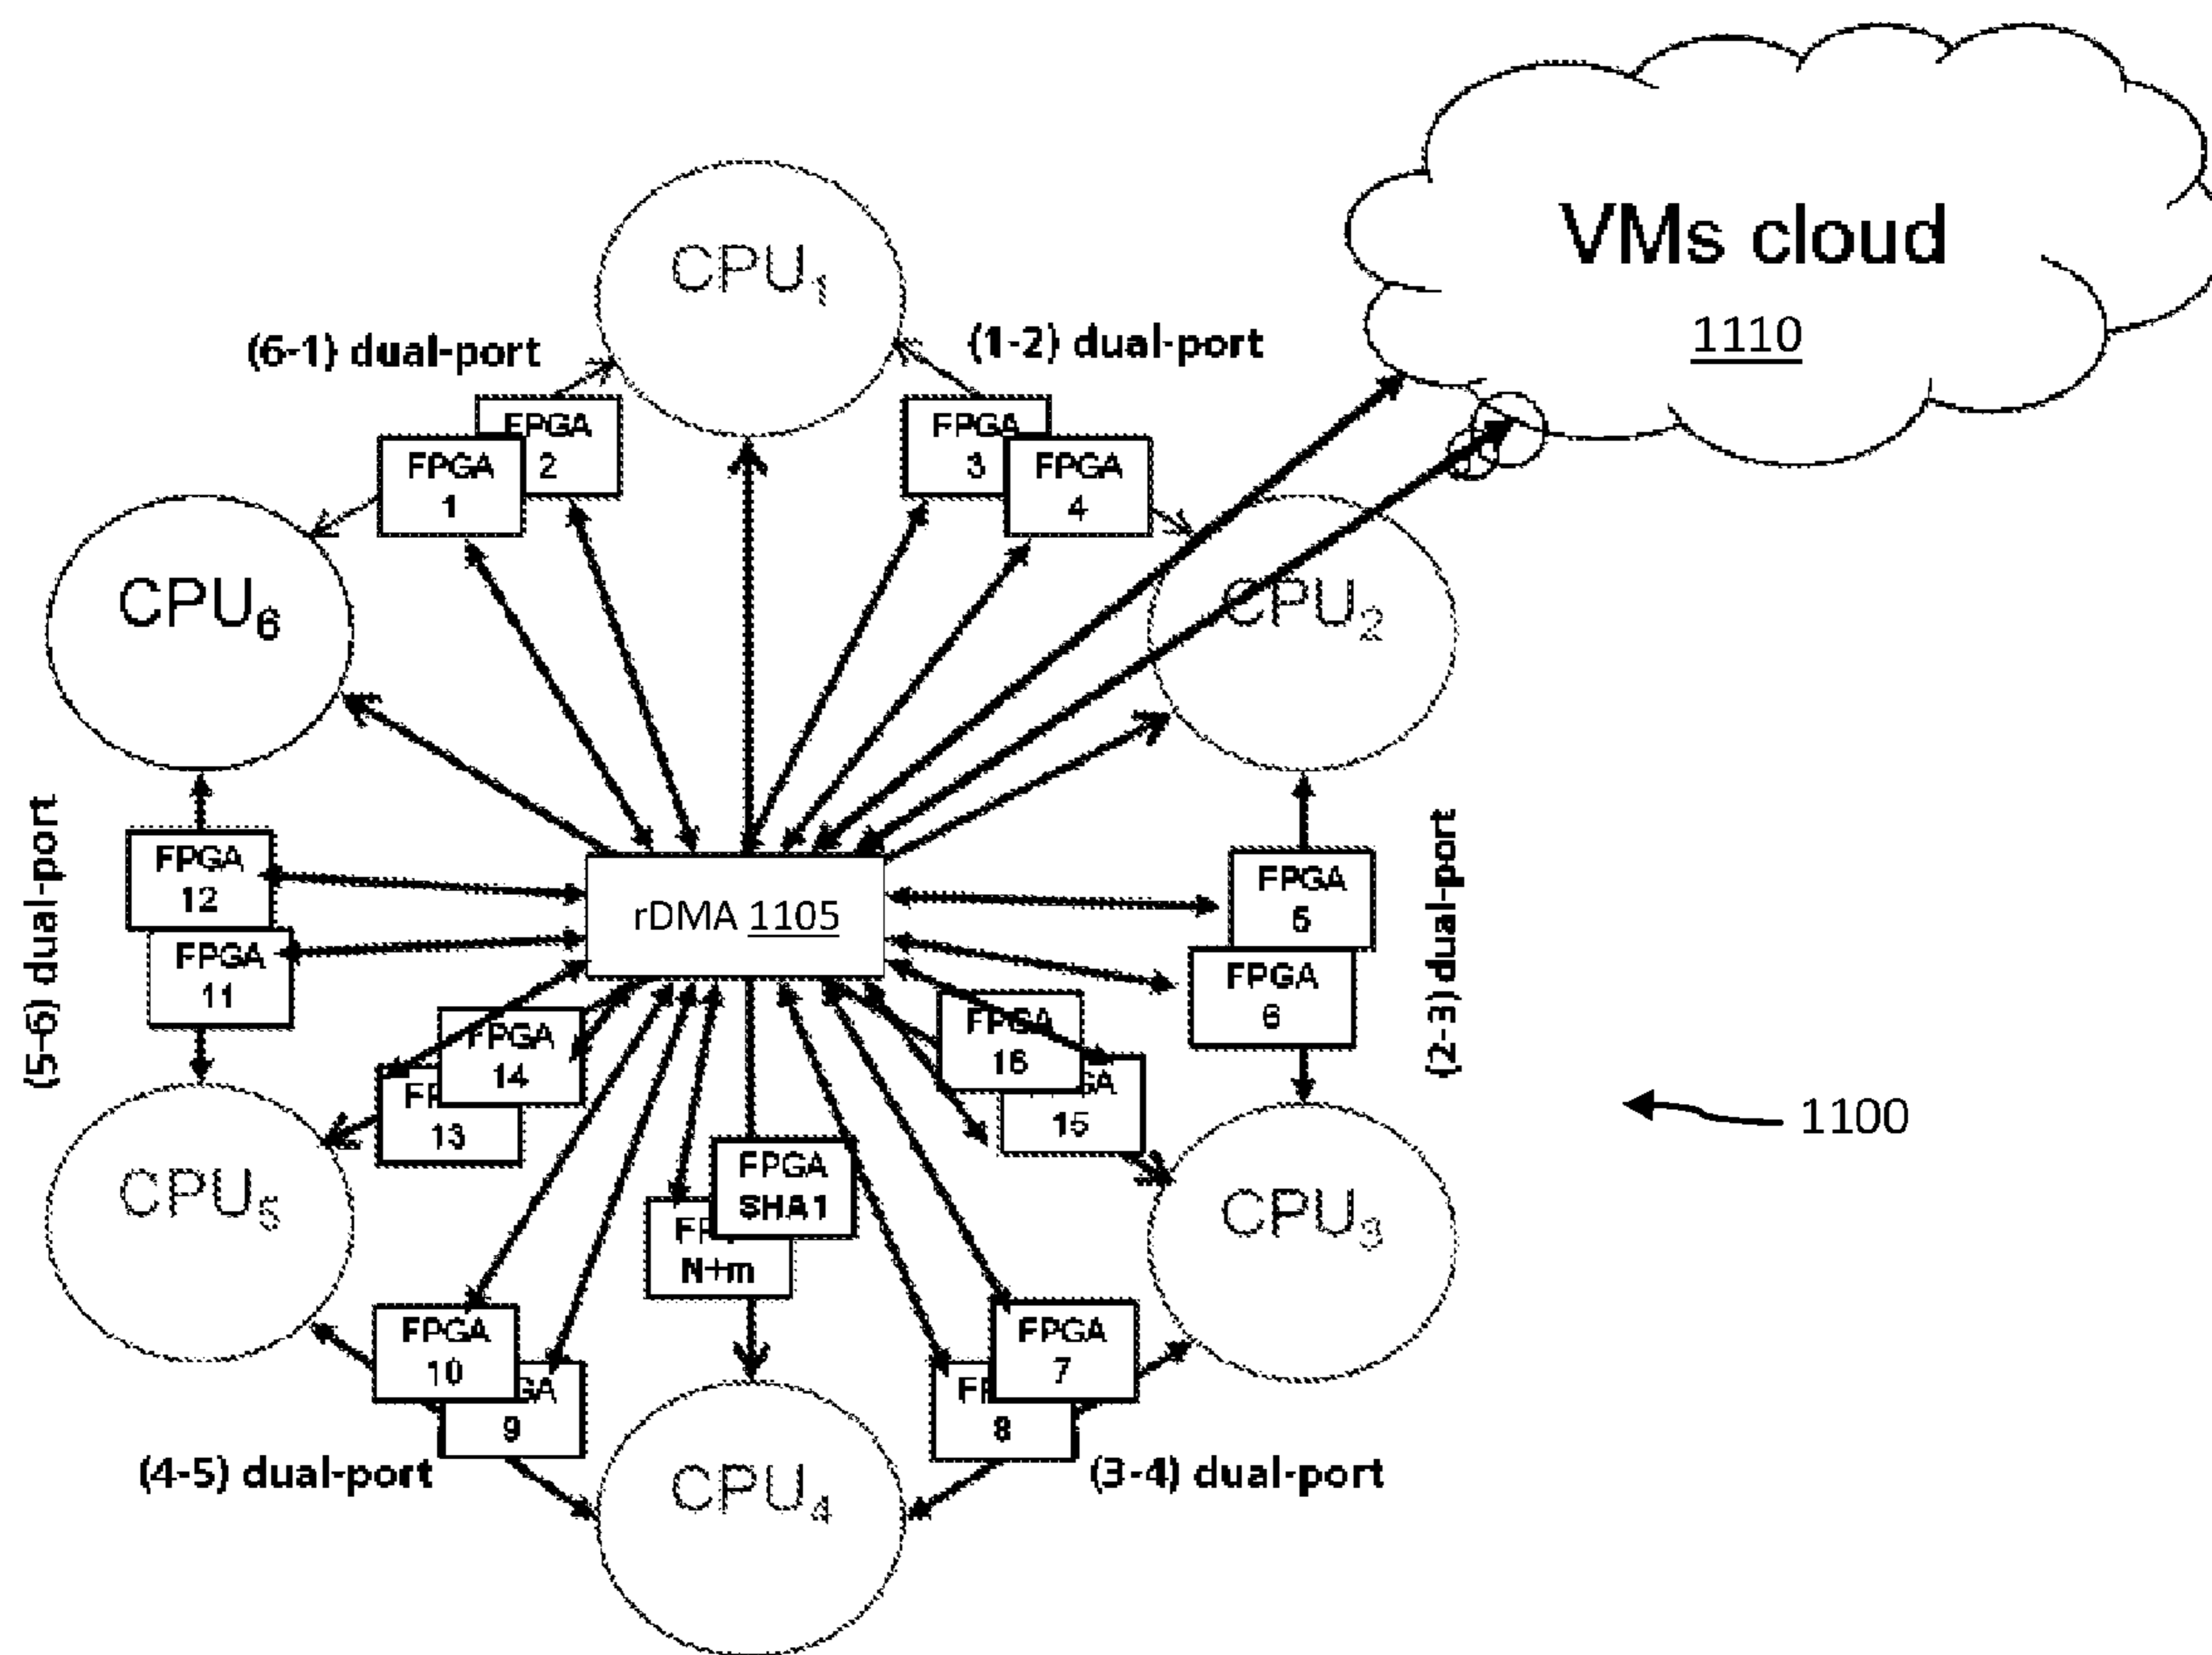 VMs cloud
1110
CPU1
(6-1) dual-port
(1-2) dual-port
FPGA
2
FPGA
1
FPGA
3
FPGA
4
CPU6
CPU2
(5-6) dual-port
FPGA
12
FPGA
11
rDMA 1105
FPGA
5
FPGA
6
(2-3) dual-port
FPGA
14
13
FPGA
16
GA
15
1100
CPU5
FPGA
SHA1
N+m
CPU3
FPGA
10
GA
9
FPGA
7
8
(4-5) dual-port
(3-4) dual-port
CPU4